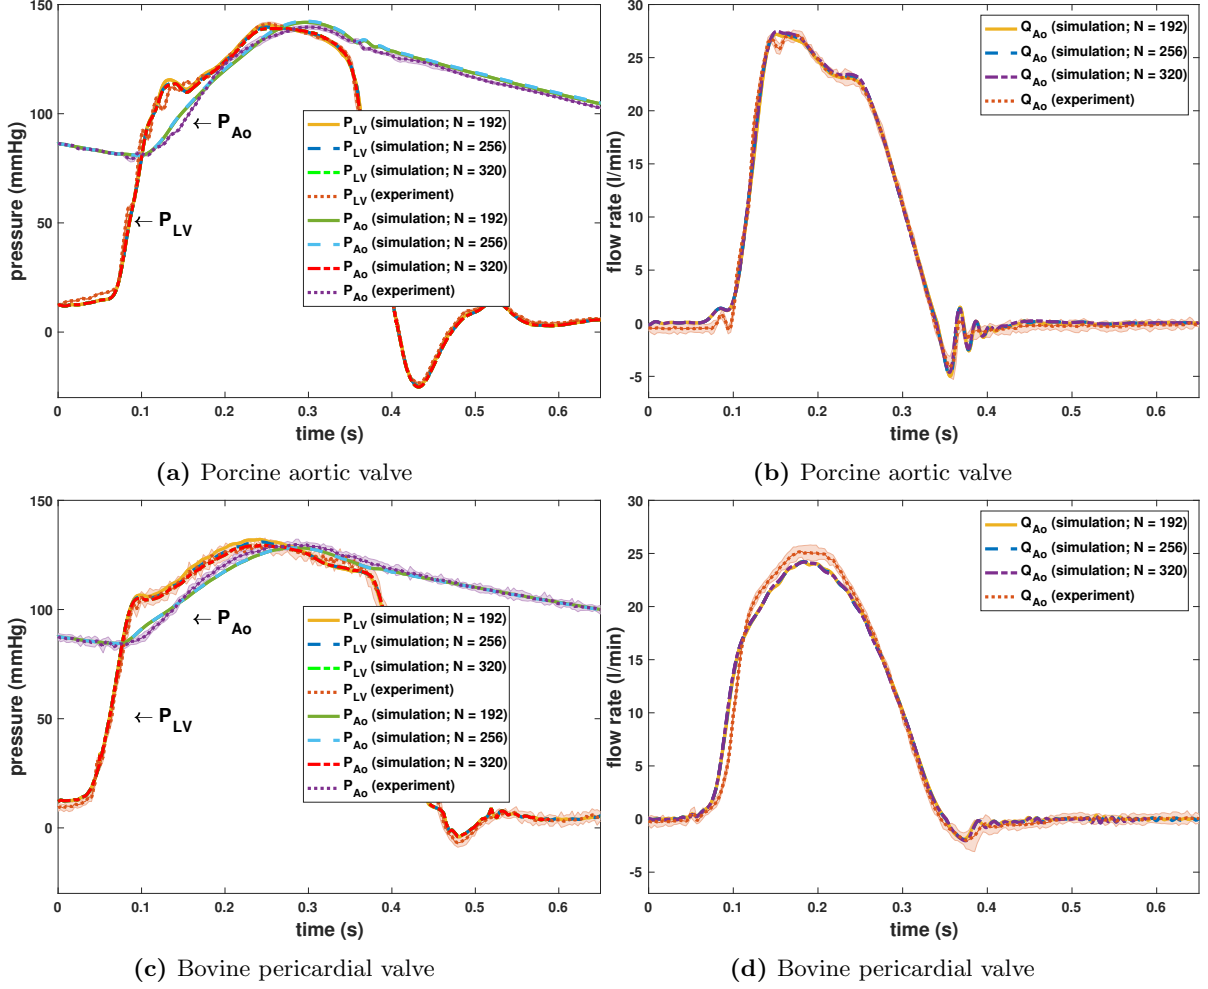 150
100
50
0
pressure (mmHg)
← P_Ao
← P_LV
P_LV (simulation; N = 192)
P_LV (simulation; N = 256)
P_LV (simulation; N = 320)
P_LV (experiment)
P_Ao (simulation; N = 192)
P_Ao (simulation; N = 256)
P_Ao (simulation; N = 320)
P_Ao (experiment)
0 0.1 0.2 0.3 0.4 0.5 0.6
time (s)
(a) Porcine aortic valve
30
25
20
15
10
5
0
-5
flow rate (l/min)
Q_Ao (simulation; N = 192)
Q_Ao (simulation; N = 256)
Q_Ao (simulation; N = 320)
Q_Ao (experiment)
0 0.1 0.2 0.3 0.4 0.5 0.6
time (s)
(b) Porcine aortic valve
150
100
50
0
pressure (mmHg)
← P_Ao
← P_LV
P_LV (simulation; N = 192)
P_LV (simulation; N = 256)
P_LV (simulation; N = 320)
P_LV (experiment)
P_Ao (simulation; N = 192)
P_Ao (simulation; N = 256)
P_Ao (simulation; N = 320)
P_Ao (experiment)
0 0.1 0.2 0.3 0.4 0.5 0.6
time (s)
(c) Bovine pericardial valve
30
25
20
15
10
5
0
-5
flow rate (l/min)
Q_Ao (simulation; N = 192)
Q_Ao (simulation; N = 256)
Q_Ao (simulation; N = 320)
Q_Ao (experiment)
0 0.1 0.2 0.3 0.4 0.5 0.6
time (s)
(d) Bovine pericardial valve